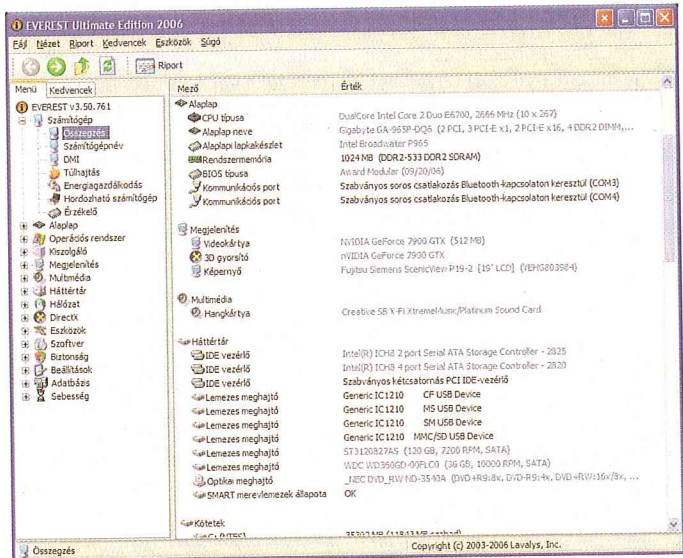 EVEREST Ultimate Edition 2006
Fájl Nézet Riport Kedvencek Eszközök Súgó
Riport
Menü Kedvencek
EVEREST v3.50.761
Számítógép
Összegzés
Számítógépnév
DMI
Túlhajtás
Energiagazdálkodás
Hordozható számítógép
Érzékelő
Alaplap
Operációs rendszer
Kiszolgáló
Megjelenítés
Multimédia
Háttértár
Hálózat
DirectX
Eszközök
Szoftver
Biztonság
Beállítások
Adatbázis
Sebesség
Mező Érték
Alaplap
CPU típusa DualCore Intel Core 2 Duo E6700, 2666 MHz (10 x 267)
Alaplap neve Gigabyte GA-965P-DQ6 (2 PCI, 3 PCI-E x1, 2 PCI-E x16, 4 DDR2 DIMM,...
Alaplapi lapkakészlet Intel Broadwater P965
Rendszermemória 1024 MB (DDR2-533 DDR2 SDRAM)
BIOS típusa Award Modular (09/20/06)
Kommunikációs port Szabványos soros csatlakozás Bluetooth-kapcsolaton keresztül (COM3)
Kommunikációs port Szabványos soros csatlakozás Bluetooth-kapcsolaton keresztül (COM4)
Megjelenítés
Videokártya NVIDIA GeForce 7900 GTX (512 MB)
3D gyorsító nVIDIA GeForce 7900 GTX
Képernyő Fujitsu Siemens ScenicView P19-2 [19" LCD] (YEHG803984)
Multimédia
Hangkártya Creative SB X-Fi XtremeMusic/Platinum Sound Card
Háttértár
IDE vezérlő Intel(R) ICH8 2 port Serial ATA Storage Controller - 2825
IDE vezérlő Intel(R) ICH8 4 port Serial ATA Storage Controller - 2820
IDE vezérlő Szabványos kétcsatornás PCI IDE-vezérlő
Lemezes meghajtó Generic IC1210 CF USB Device
Lemezes meghajtó Generic IC1210 MS USB Device
Lemezes meghajtó Generic IC1210 SM USB Device
Lemezes meghajtó Generic IC1210 MMC/SD USB Device
Lemezes meghajtó ST3120827AS (120 GB, 7200 RPM, SATA)
Lemezes meghajtó WDC WD360GD-00FLC0 (36 GB, 10000 RPM, SATA)
Optikai meghajtó _NEC DVD_RW ND-3540A (DVD+R9:8x, DVD-R9:4x, DVD+RW:16x/8x, ...
SMART merevlemezek állapota OK
Kötetek
C: (NTFS) 35302 MB (11843 MB szabad)
Összegzés Copyright (c) 2003-2006 Lavalys, Inc.